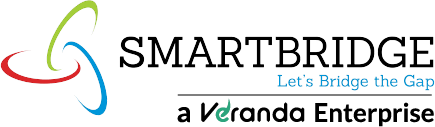 SMARTBRIDGE
Let's Bridge the Gap
a Veranda Enterprise